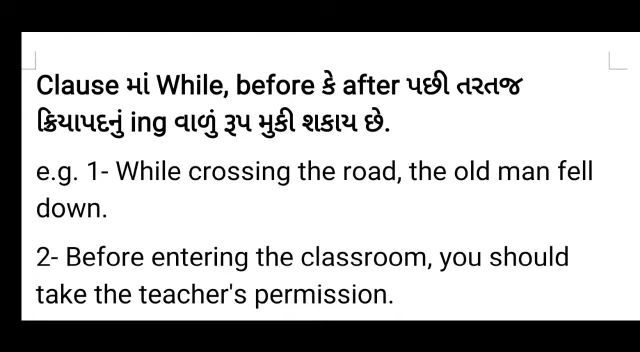 Clause માં While, before કે after પછી તરતજ
ક્રિયાપદનું ing વાળું રૂપ મુકી શકાય છે.
e.g. 1- While crossing the road, the old man fell
down.
2- Before entering the classroom, you should
take the teacher's permission.